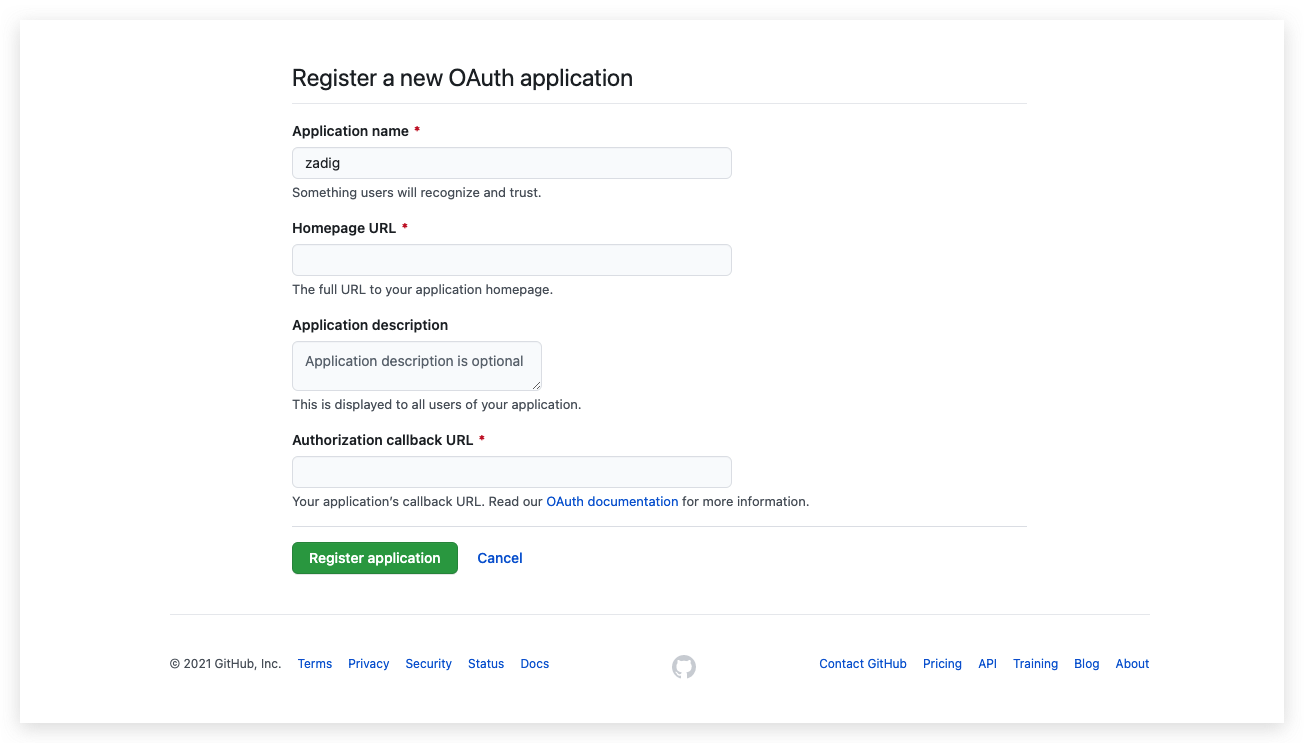 Register a new OAuth application
Application name *
zadig
Something users will recognize and trust.
Homepage URL *
The full URL to your application homepage.
Application description
Application description is optional
This is displayed to all users of your application.
Authorization callback URL *
Your application’s callback URL. Read our OAuth documentation for more information.
Register application Cancel
© 2021 GitHub, Inc. Terms Privacy Security Status Docs Contact GitHub Pricing API Training Blog About